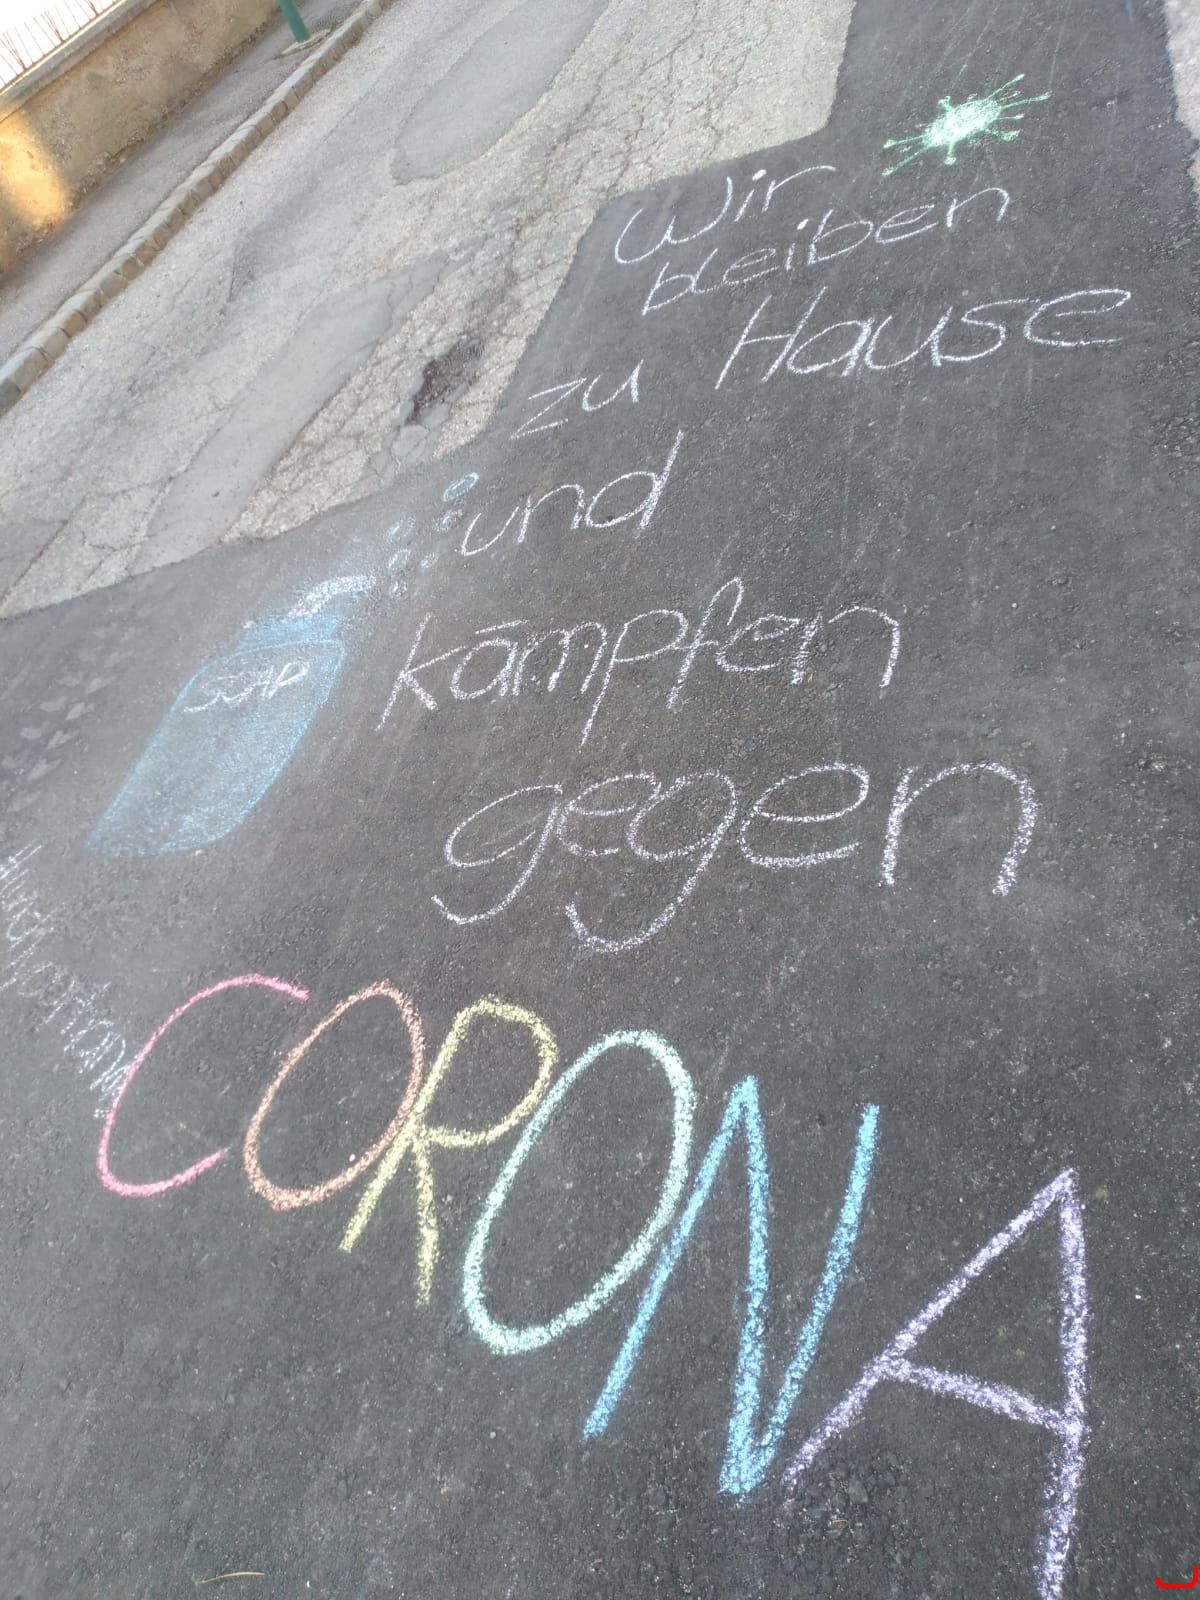 Wir
bleiben
zu Hause
und
kämpfen
gegen
CORONA
SOAP